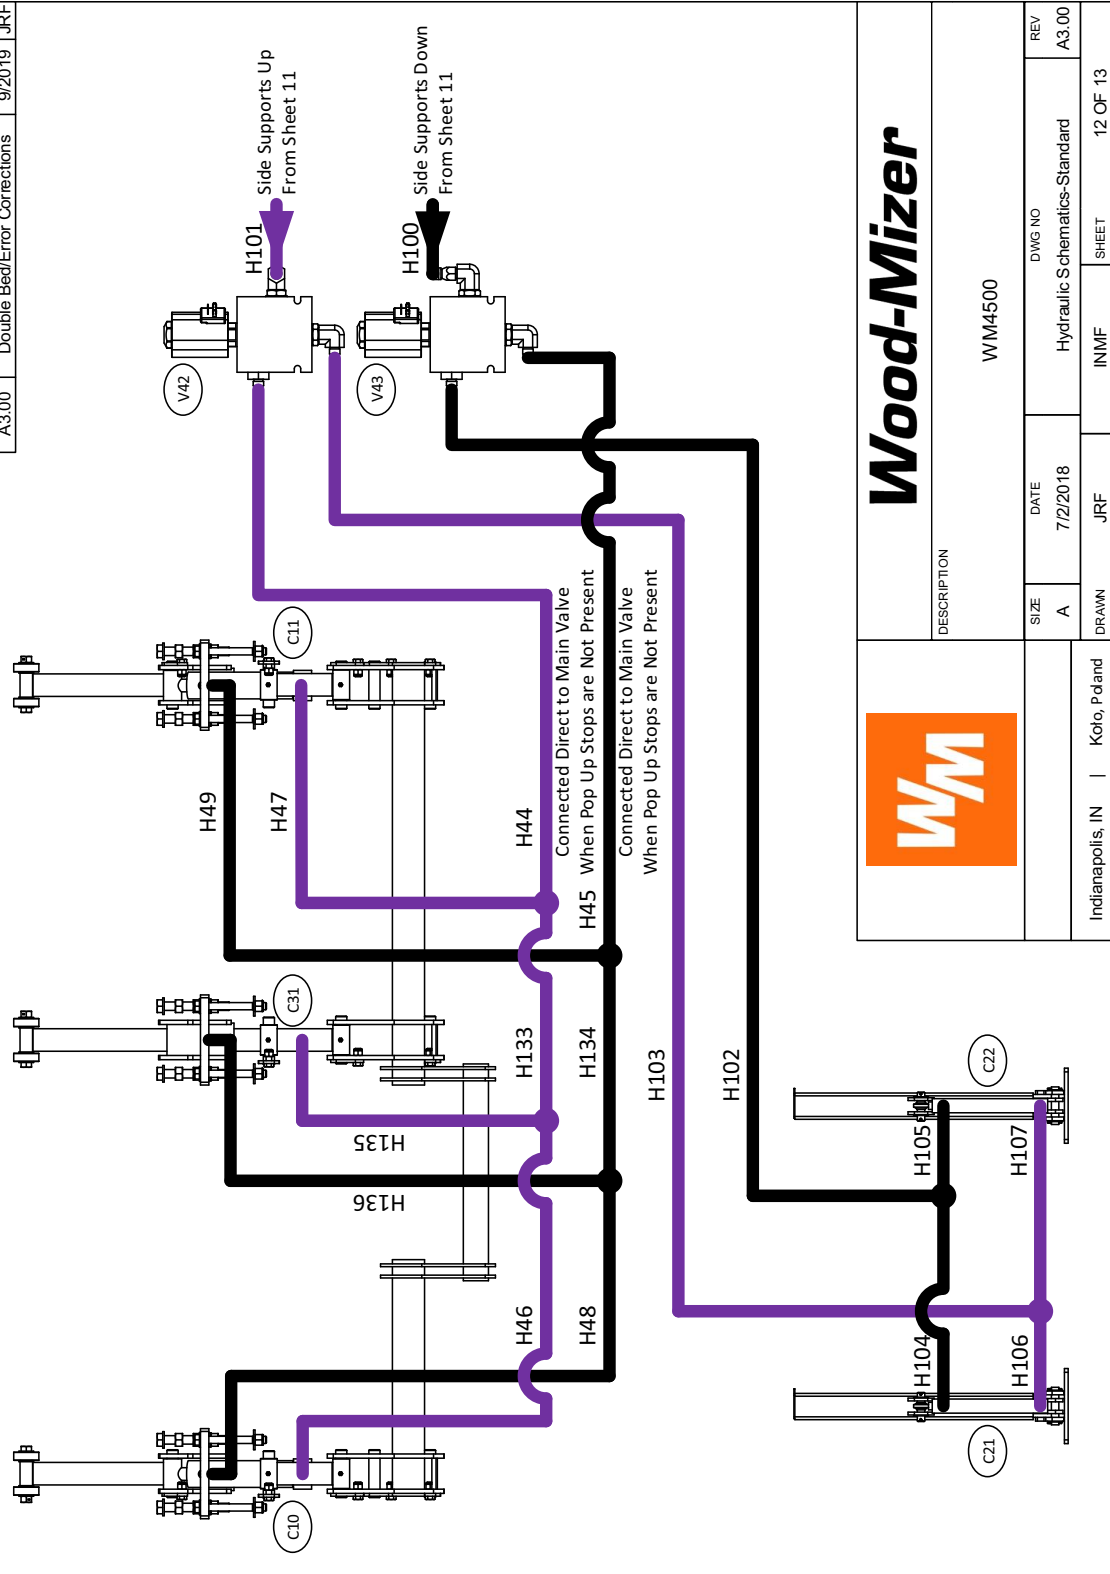 A3.00 Double Bed/Error Corrections 9/2019 JRF
Side Supports Up
From Sheet 11
H101
V42
Side Supports Down
From Sheet 11
H100
V43
C11
H49
H47
H44
Connected Direct to Main Valve
When Pop Up Stops are Not Present
H45
Connected Direct to Main Valve
When Pop Up Stops are Not Present
C31
H133
H134
H135
H136
H103
H102
H46
H48
C10
C22
H105
H107
H104
H106
C21
Wood-Mizer
DESCRIPTION
WM4500
SIZE
A
DATE
7/2/2018
DWG NO
Hydraulic Schematics-Standard
REV
A3.00
DRAWN
JRF
INMF
SHEET
12 OF 13
WM
Indianapolis, IN | Koło, Poland